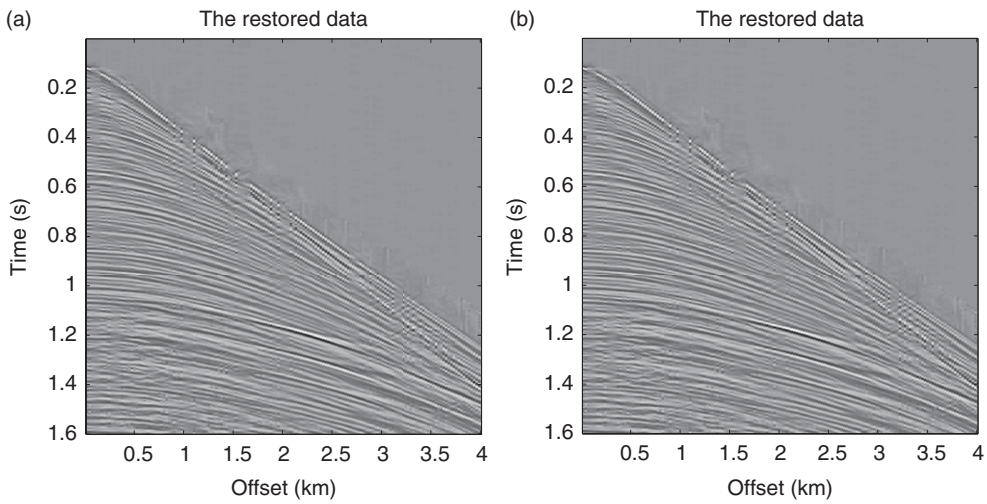 (a)
The restored data
Time (s)
0.2
0.4
0.6
0.8
1
1.2
1.4
1.6
0.5 1 1.5 2 2.5 3 3.5 4
Offset (km)
(b)
The restored data
Time (s)
0.2
0.4
0.6
0.8
1
1.2
1.4
1.6
0.5 1 1.5 2 2.5 3 3.5 4
Offset (km)